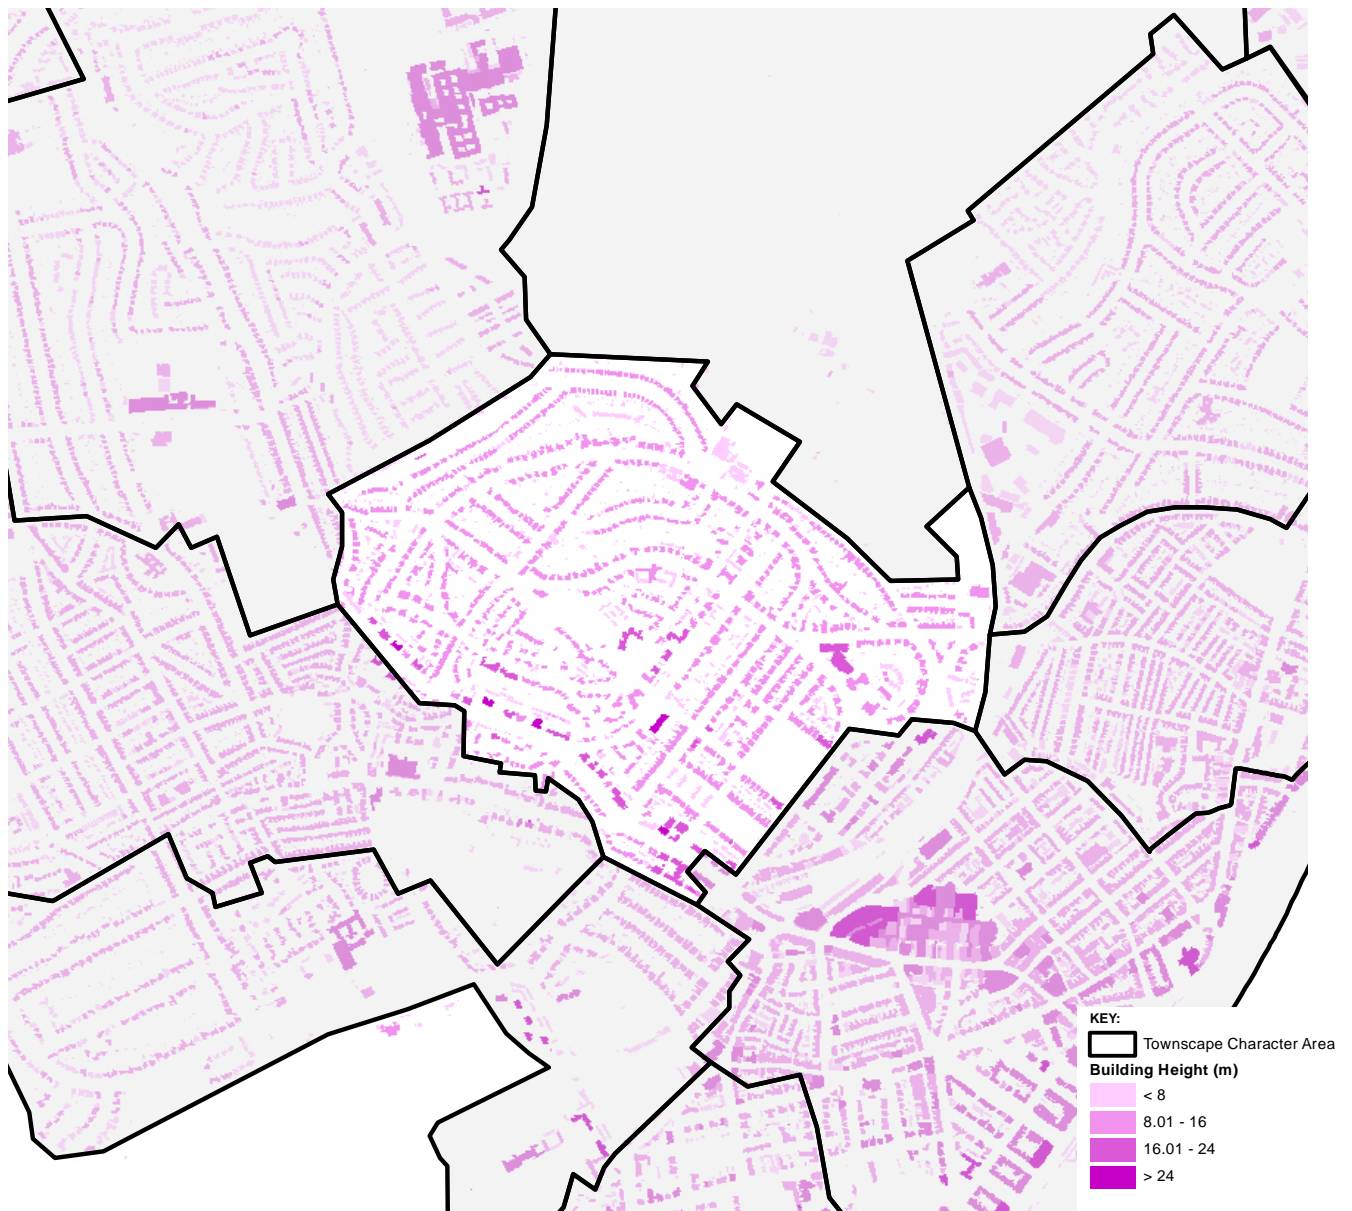 KEY:
Townscape Character Area
Building Height (m)
< 8
8.01 - 16
16.01 - 24
> 24